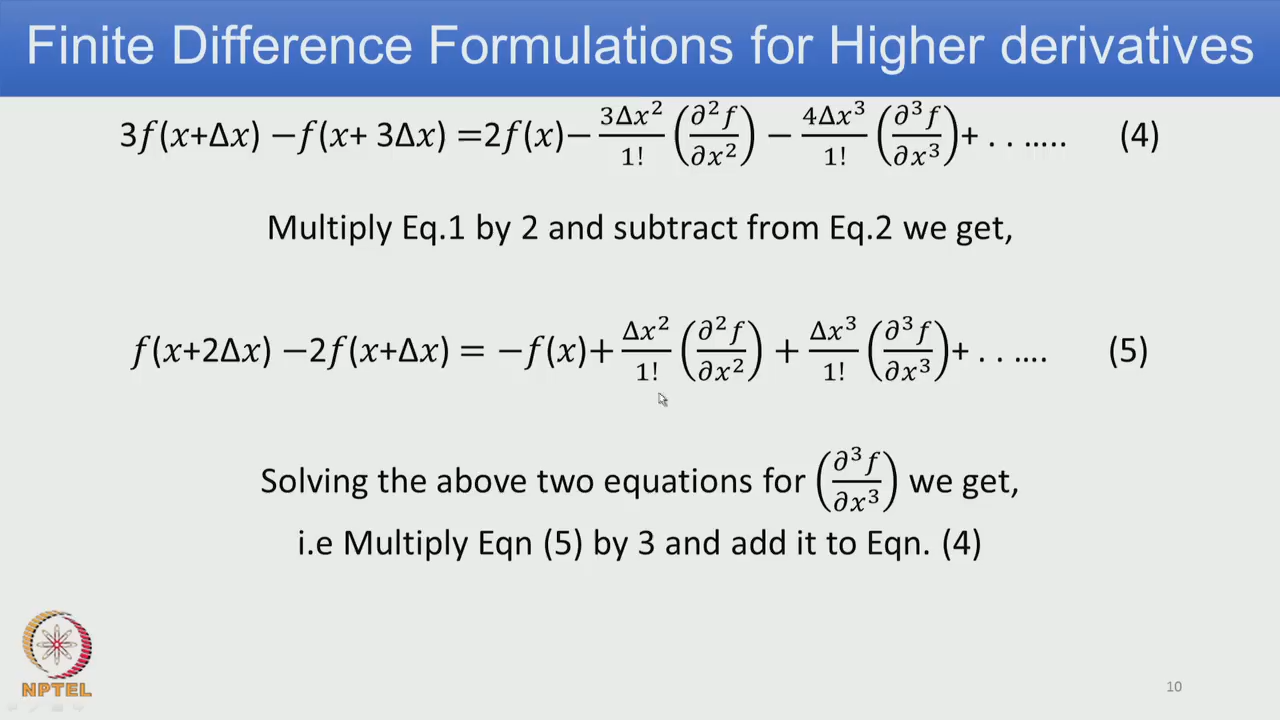 Finite Difference Formulations for Higher derivatives
3𝑓(𝑥+Δ𝑥) −𝑓(𝑥+ 3Δ𝑥) =2𝑓(𝑥)− 3Δ𝑥²/1! (∂²𝑓/∂𝑥²) − 4Δ𝑥³/1! (∂³𝑓/∂𝑥³)+ . . ….. (4)
Multiply Eq.1 by 2 and subtract from Eq.2 we get,
𝑓(𝑥+2Δ𝑥) −2𝑓(𝑥+Δ𝑥) = −𝑓(𝑥)+ Δ𝑥²/1! (∂²𝑓/∂𝑥²) + Δ𝑥³/1! (∂³𝑓/∂𝑥³)+ . . …. (5)
Solving the above two equations for (∂³𝑓/∂𝑥³) we get,
i.e Multiply Eqn (5) by 3 and add it to Eqn. (4)
NPTEL
10